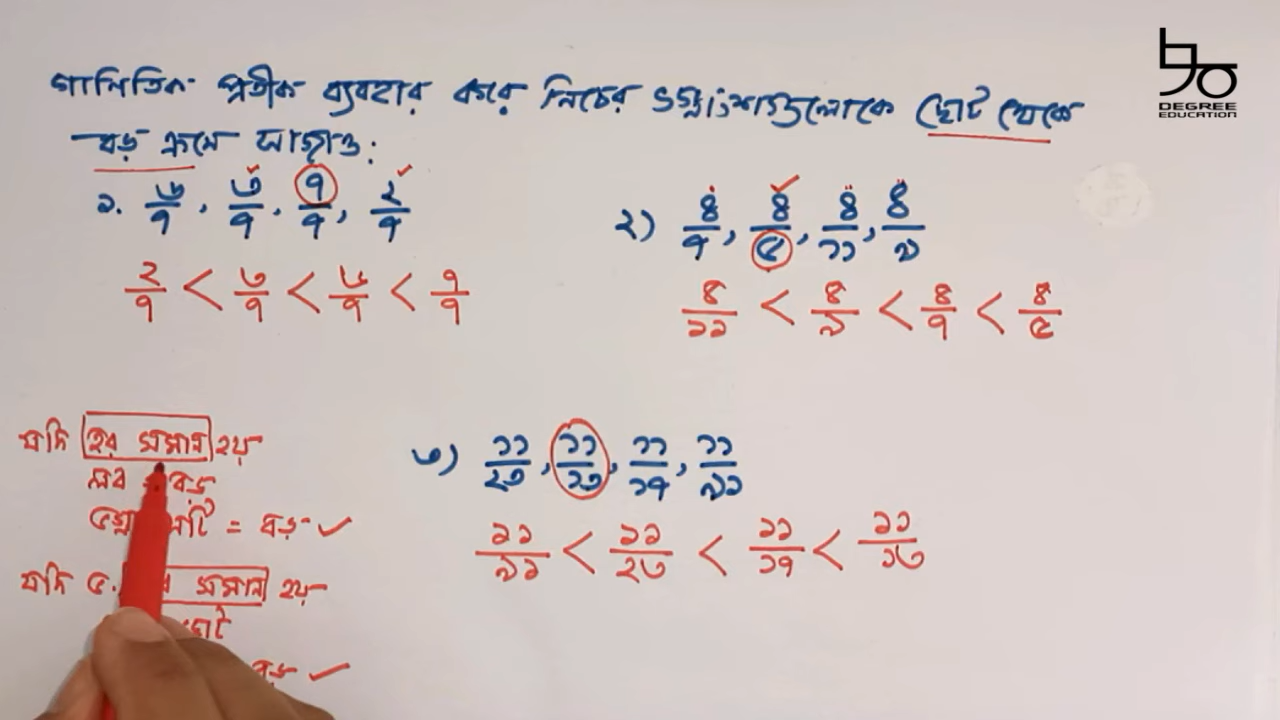 গাণিতিক প্রতীক ব্যবহার করে নিচের ভগ্নাংশগুলোকে ছোট থেকে
বড় ক্রমে সাজাও:
১. ৬/৭, ৩/৭, ৭/৭, ২/৭
২/৭ < ৩/৭ < ৬/৭ < ৭/৭
২) ৪/৭, ৪/৫, ৪/১১, ৪/৯
৪/১১ < ৪/৯ < ৪/৭ < ৪/৫
যদি হর সমান হয়
লব বড়
= বড় ✓
যদি সমান হয়
✓
৩) ১১/২৩, ১১/১৩, ১১/১৭, ১১/৯১
১১/৯১ < ১১/২৩ < ১১/১৭ < ১১/১৩
DEGREE
EDUCATION